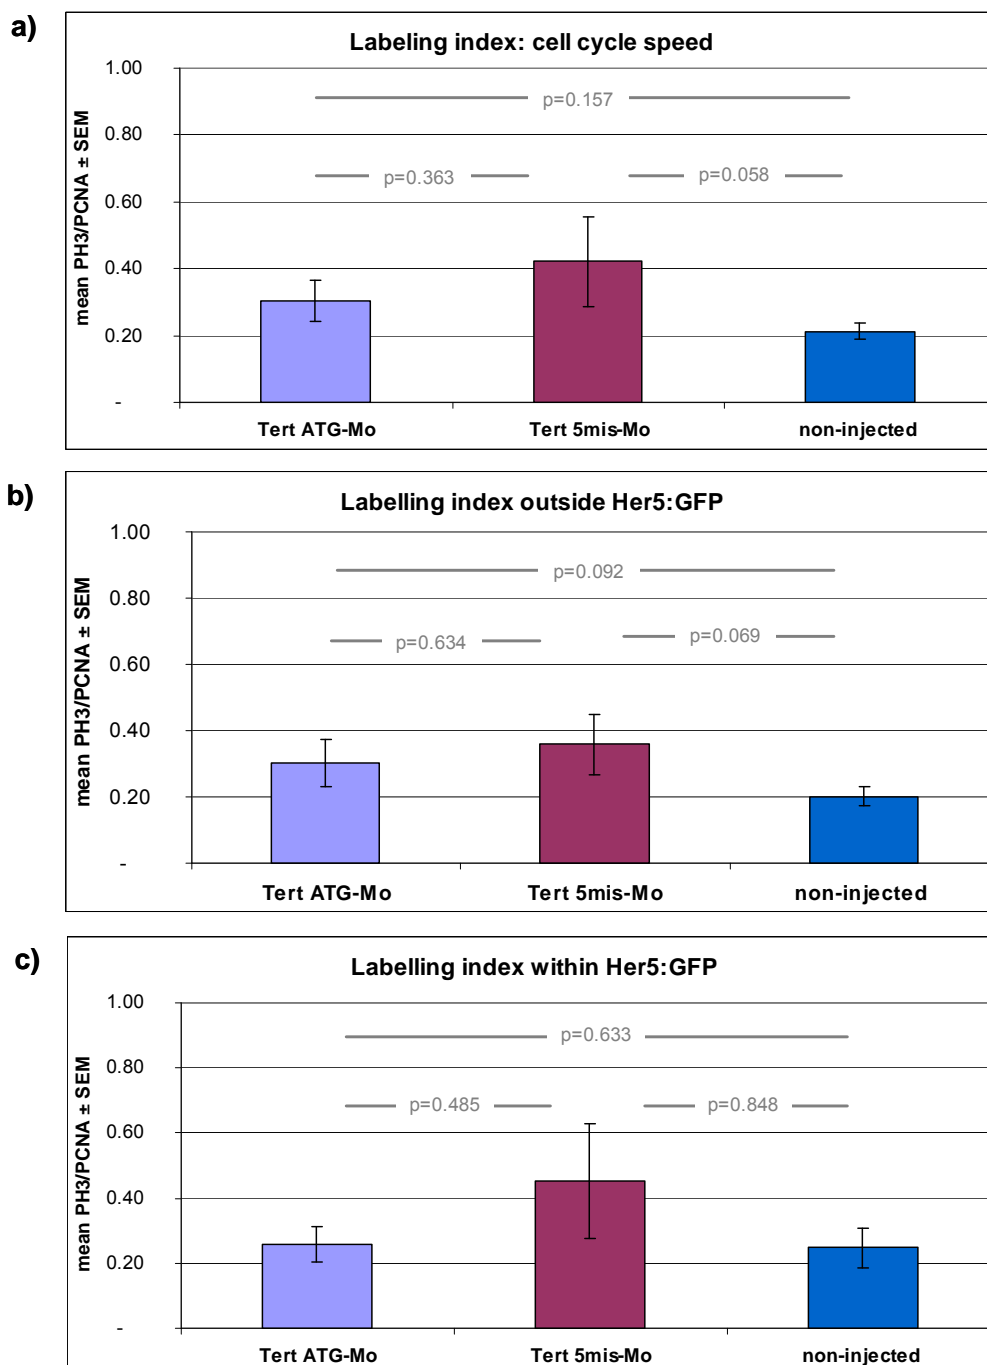 a)
Labeling index: cell cycle speed
mean PH3/PCNA ± SEM
1.00
0.80
0.60
0.40
0.20
-
p=0.157
p=0.363
p=0.058
Tert ATG-Mo
Tert 5mis-Mo
non-injected
b)
Labelling index outside Her5:GFP
mean PH3/PCNA ± SEM
1.00
0.80
0.60
0.40
0.20
-
p=0.092
p=0.634
p=0.069
Tert ATG-Mo
Tert 5mis-Mo
non-injected
c)
Labelling index within Her5:GFP
mean PH3/PCNA ± SEM
1.00
0.80
0.60
0.40
0.20
-
p=0.633
p=0.485
p=0.848
Tert ATG-Mo
Tert 5mis-Mo
non-injected